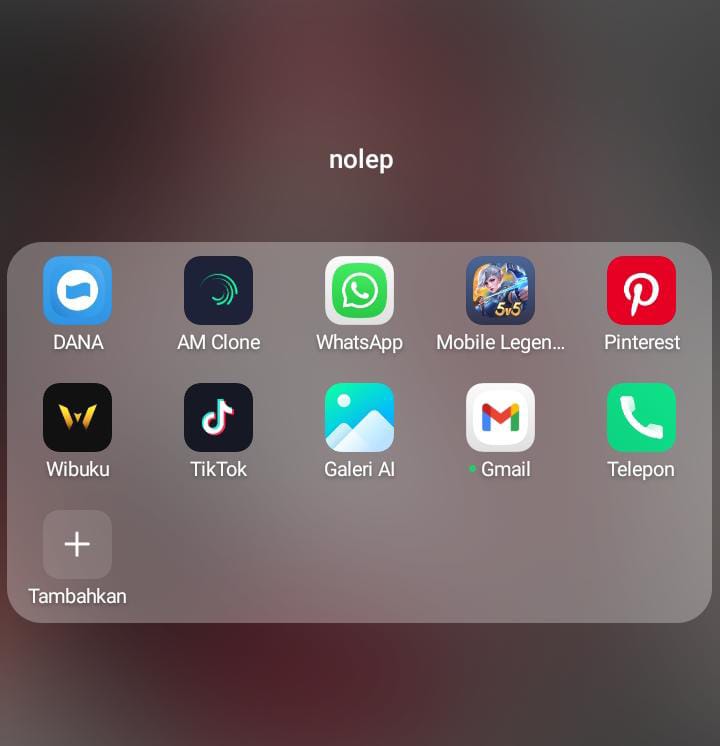 nolep
5v5
DANA
AM Clone
WhatsApp
Mobile Legen...
Pinterest
Wibuku
TikTok
Galeri AI
Gmail
Telepon
Tambahkan